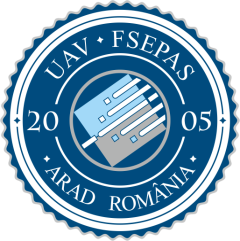 UAV • FSEPAS
20 05
• ARAD ROMÂNIA •